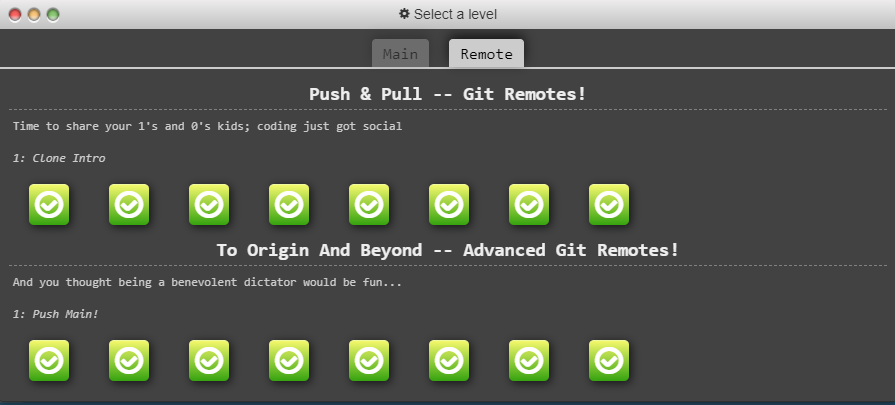 Select a level
Main Remote
Push & Pull -- Git Remotes!
Time to share your 1's and 0's kids; coding just got social
1: Clone Intro
To Origin And Beyond -- Advanced Git Remotes!
And you thought being a benevolent dictator would be fun...
1: Push Main!